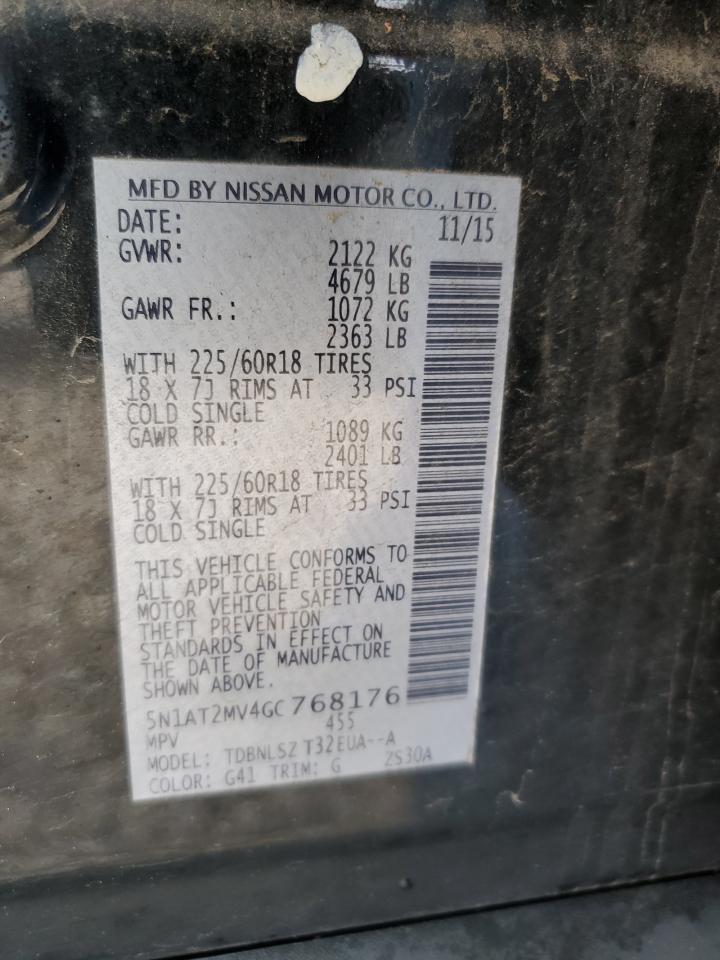 MFD BY NISSAN MOTOR CO., LTD.
DATE: 11/15
GVWR: 2122 KG
4679 LB
GAWR FR.: 1072 KG
2363 LB
WITH 225/60R18 TIRES
18 X 7J RIMS AT 33 PSI
COLD SINGLE
GAWR RR.: 1089 KG
2401 LB
WITH 225/60R18 TIRES
18 X 7J RIMS AT 33 PSI
COLD SINGLE
THIS VEHICLE CONFORMS TO
ALL APPLICABLE FEDERAL
MOTOR VEHICLE SAFETY AND
THEFT PREVENTION
STANDARDS IN EFFECT ON
THE DATE OF MANUFACTURE
SHOWN ABOVE.
5N1AT2MV4GC 768176
MPV 455
MODEL: TDBNLSZ T32EUA--A
COLOR: G41 TRIM: G ZS30A